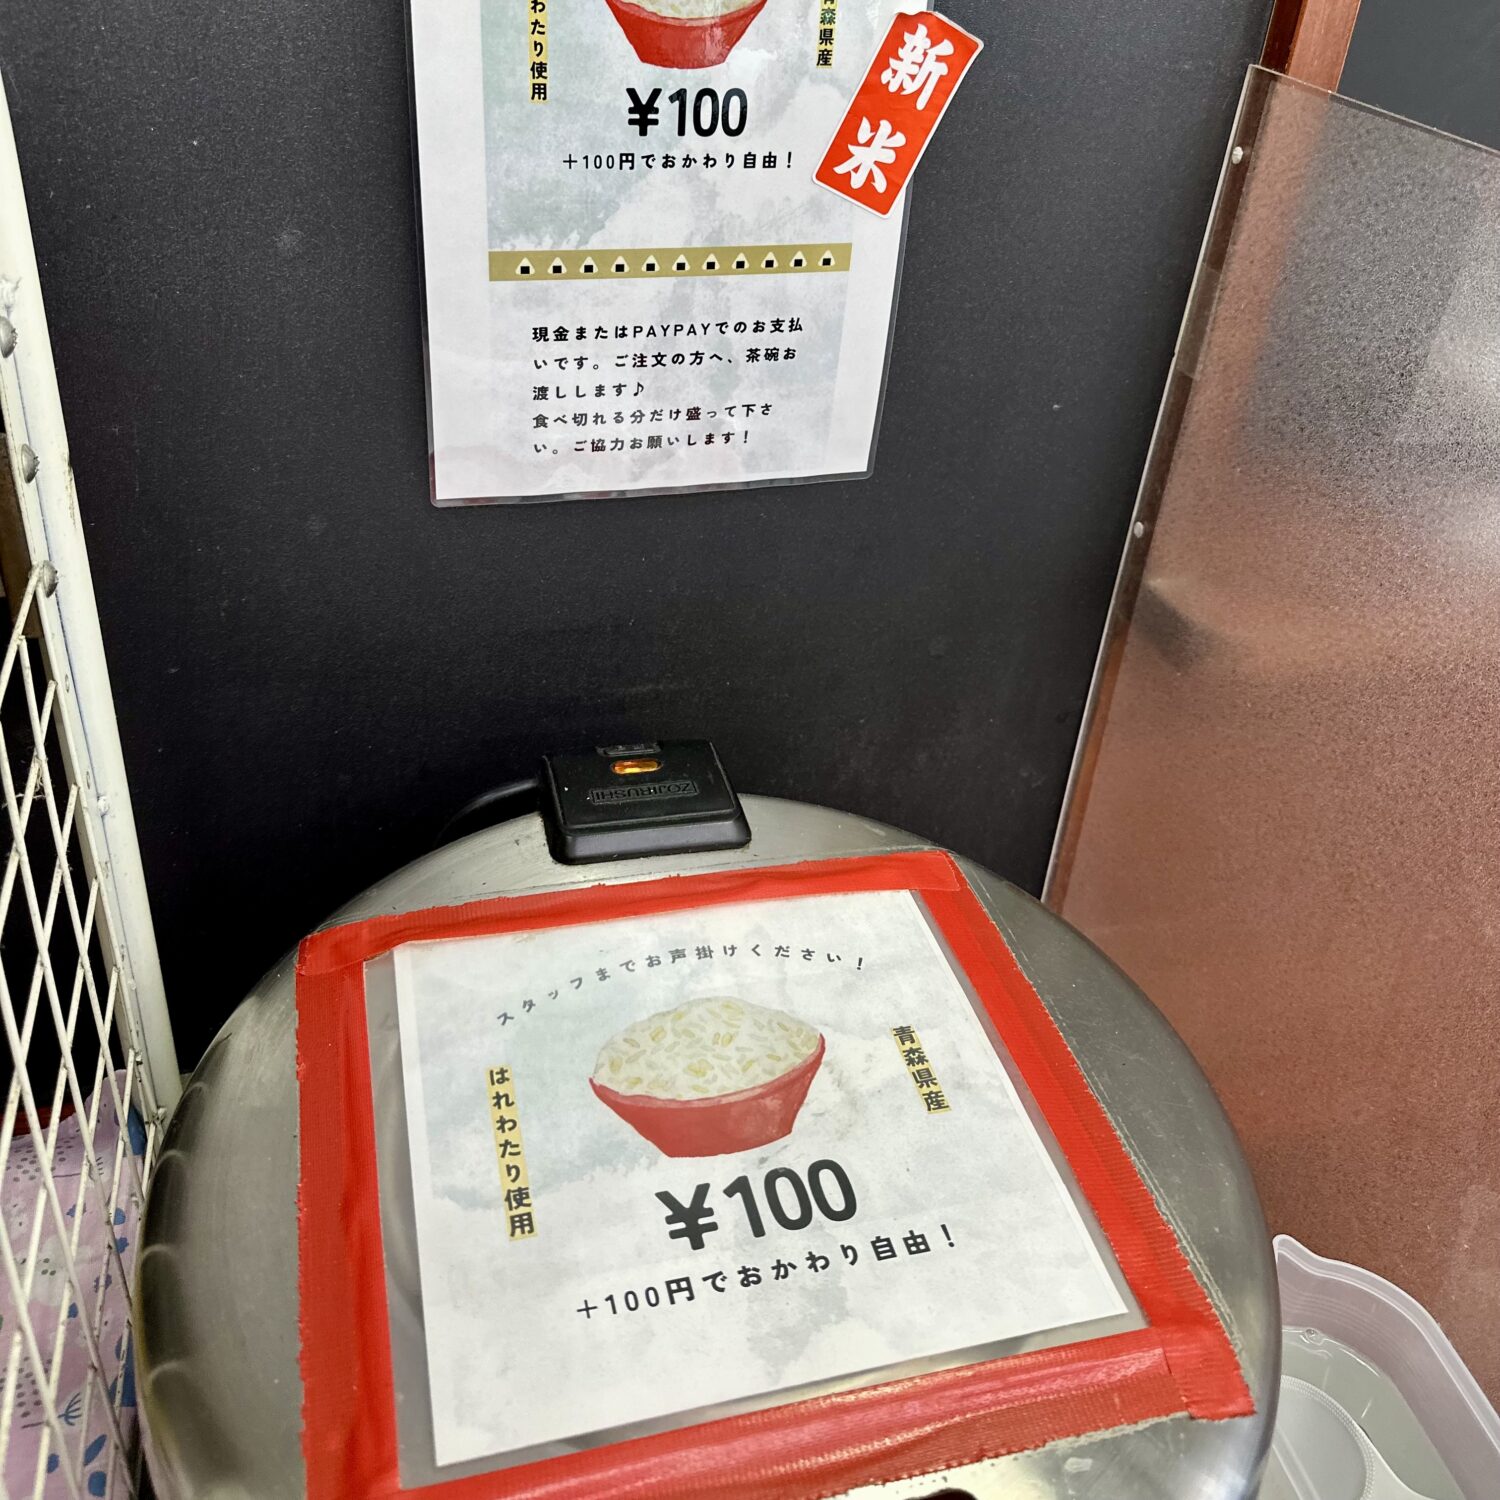 わたり使用
青森県産
新米
¥100
+100円でおかわり自由！
現金またはPAYPAYでのお支払
いです。ご注文の方へ、茶碗お
渡しします♪
食べ切れる分だけ盛って下さ
い。ご協力お願いします！
ZOJIRUSHI
スタッフまでお声掛けください！
はれわたり使用
青森県産
¥100
+100円でおかわり自由！